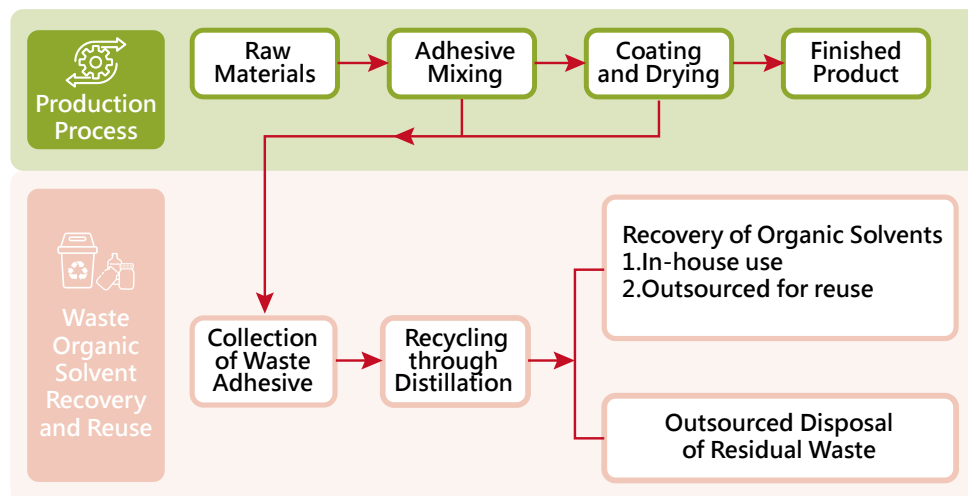 Production
Process
Raw
Materials
Adhesive
Mixing
Coating
and Drying
Finished
Product
Waste
Organic
Solvent
Recovery
and Reuse
Collection
of Waste
Adhesive
Recycling
through
Distillation
Recovery of Organic Solvents
1.In-house use
2.Outsourced for reuse
Outsourced Disposal
of Residual Waste